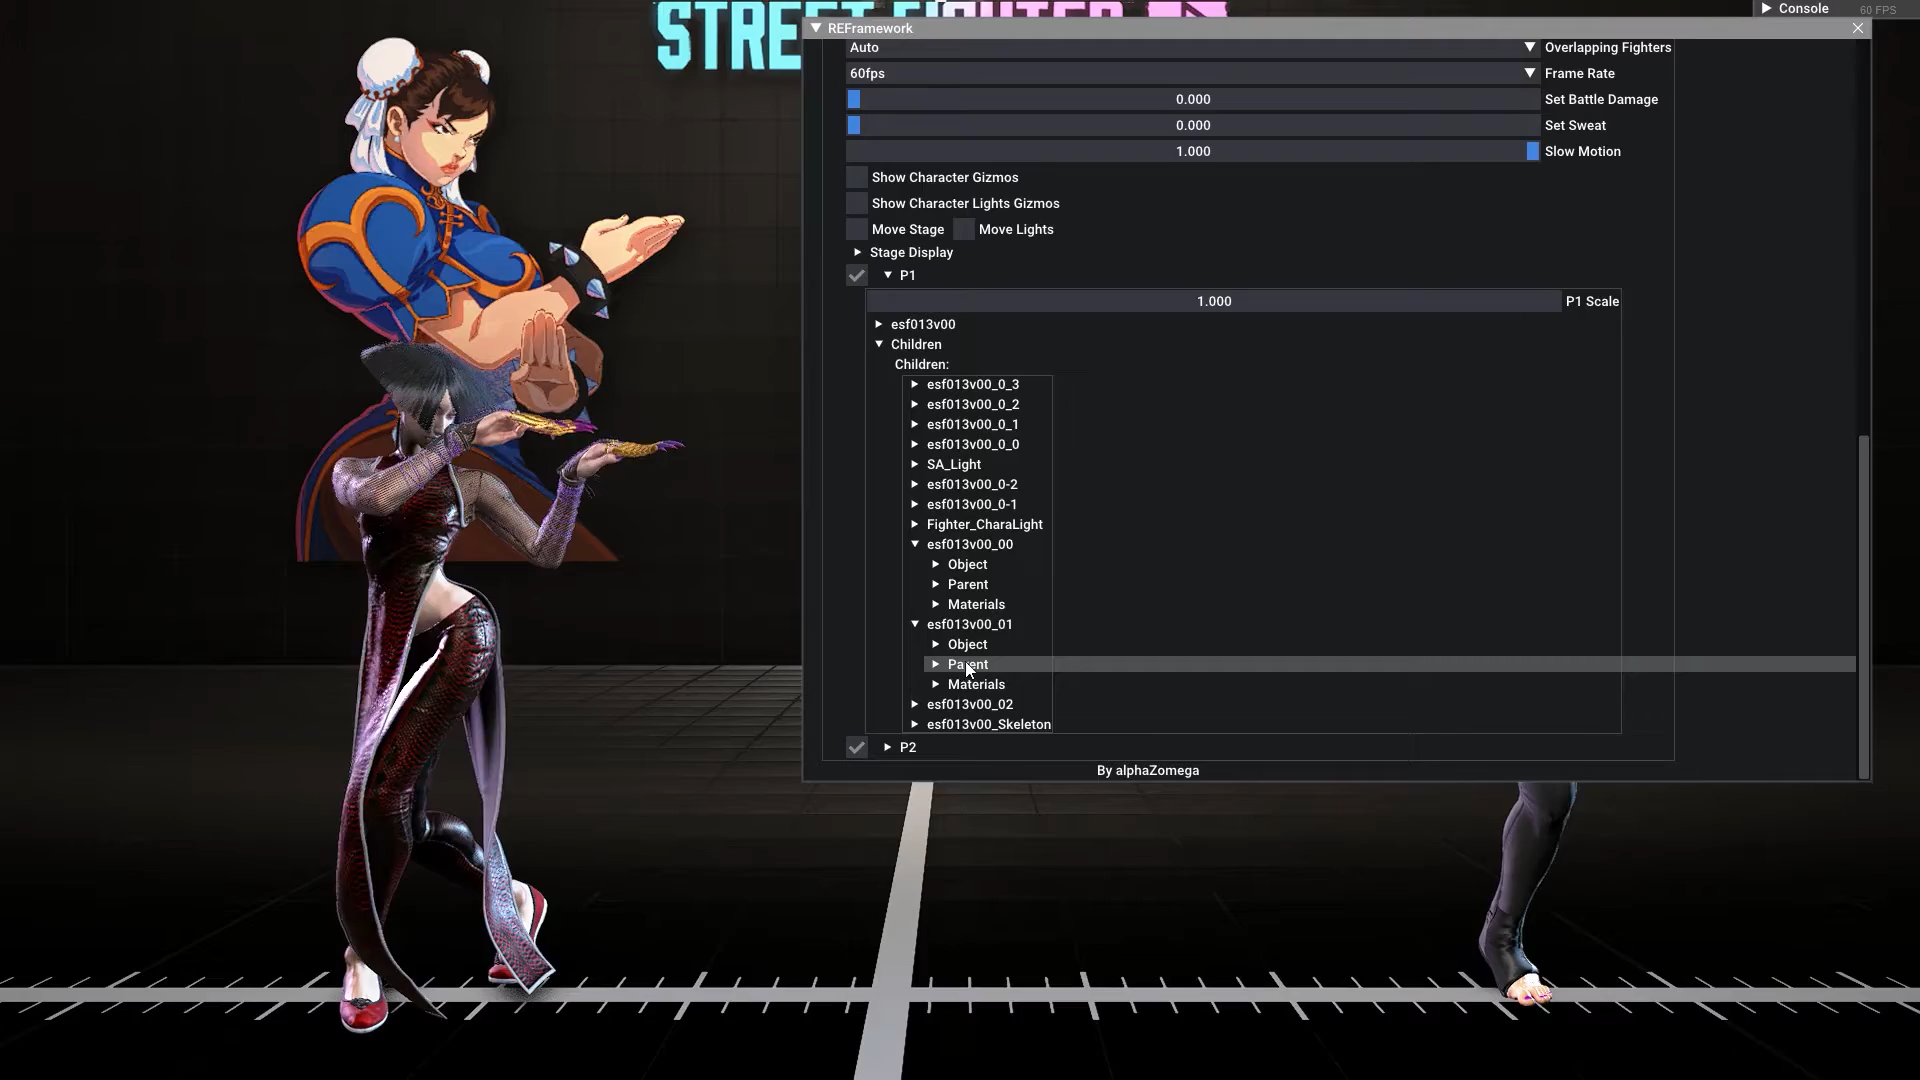 STREET FIGHTER
Console 60 FPS
REFramework
Auto Overlapping Fighters
60fps Frame Rate
0.000 Set Battle Damage
0.000 Set Sweat
1.000 Slow Motion
Show Character Gizmos
Show Character Lights Gizmos
Move Stage Move Lights
Stage Display
P1
1.000 P1 Scale
esf013v00
Children
Children:
esf013v00_0_3
esf013v00_0_2
esf013v00_0_1
esf013v00_0_0
SA_Light
esf013v00_0-2
esf013v00_0-1
Fighter_CharaLight
esf013v00_00
Object
Parent
Materials
esf013v00_01
Object
Parent
Materials
esf013v00_02
esf013v00_Skeleton
P2
By alphaZomega